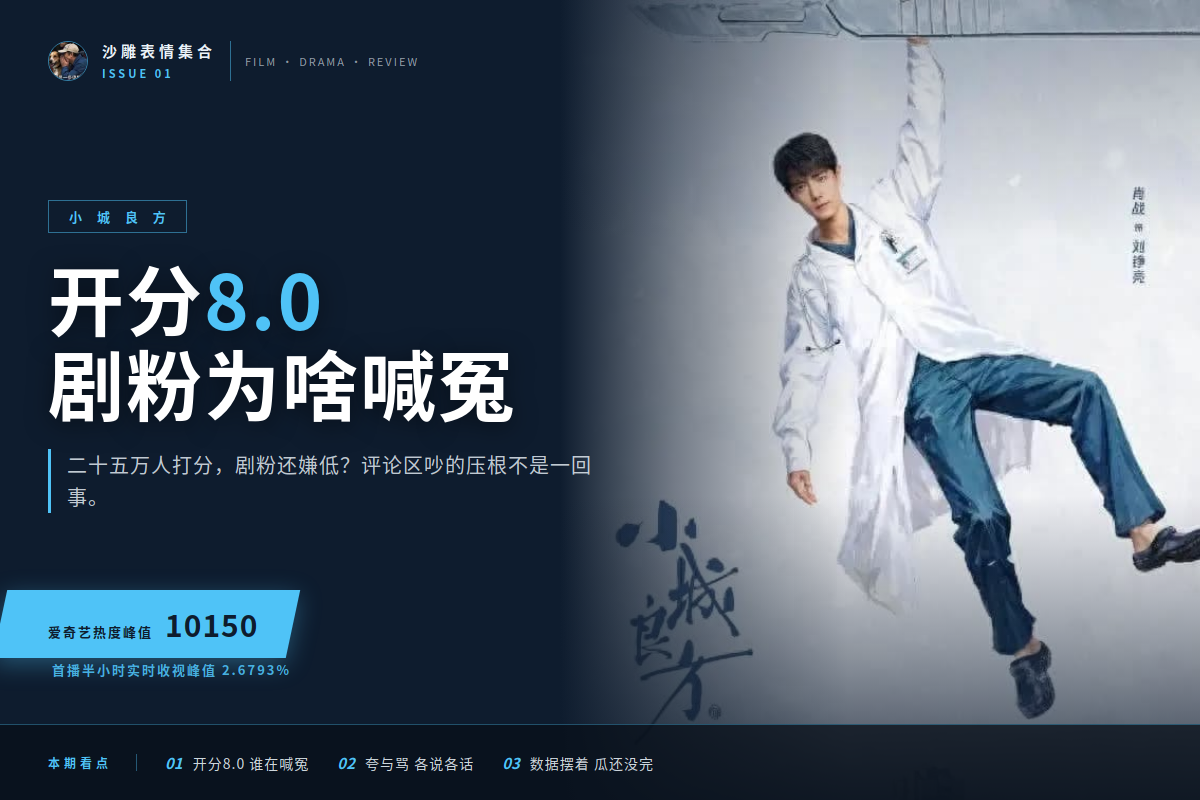 沙雕表情集合
ISSUE 01
FILM · DRAMA · REVIEW
小城良方
开分8.0
剧粉为啥喊冤
二十五万人打分，剧粉还嫌低？评论区吵的压根不是一回
事。
肖战 饰 刘铮亮
小城良方
爱奇艺热度峰值 10150
首播半小时实时收视峰值 2.6793%
本期看点
01 开分8.0 谁在喊冤
02 夸与骂 各说各话
03 数据摆着 瓜还没完